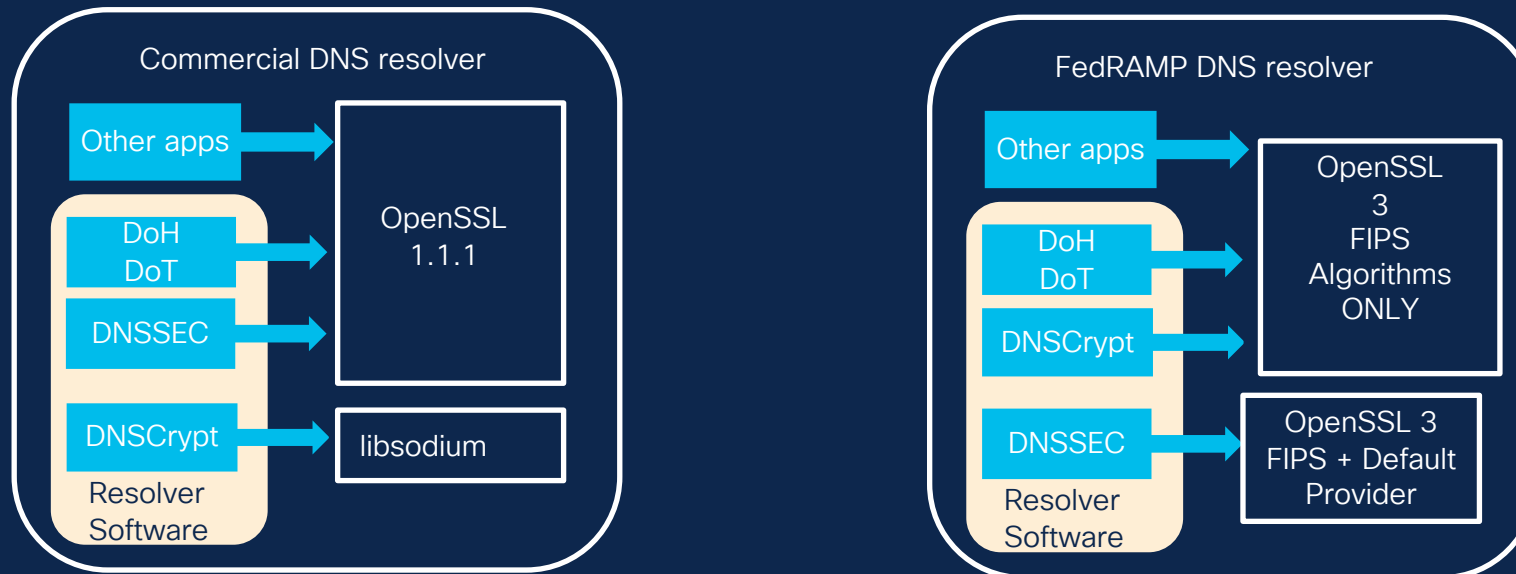 Commercial DNS resolver
Other apps
DoH
DoT
DNSSEC
DNSCrypt
Resolver
Software
OpenSSL
1.1.1
libsodium
FedRAMP DNS resolver
Other apps
DoH
DoT
DNSCrypt
DNSSEC
Resolver
Software
OpenSSL
3
FIPS
Algorithms
ONLY
OpenSSL 3
FIPS + Default
Provider